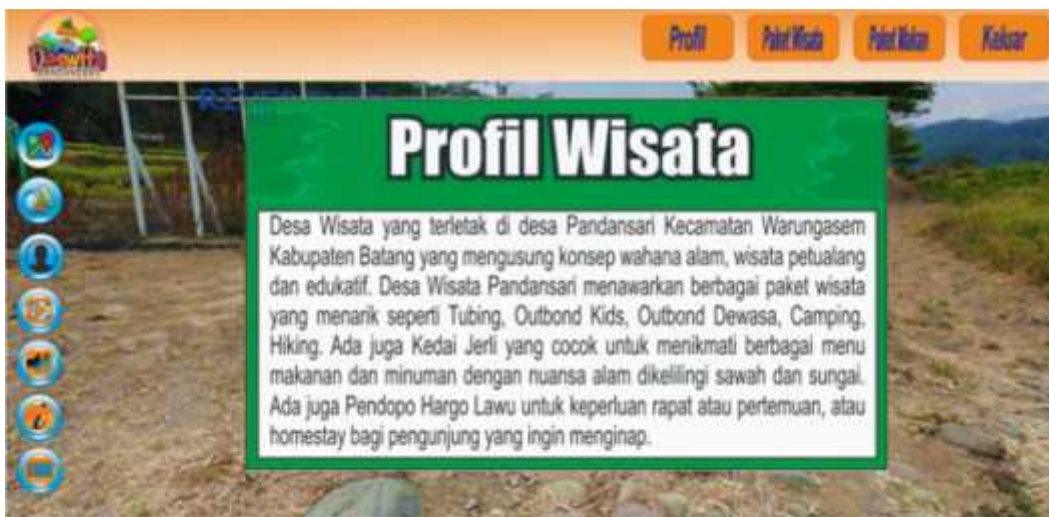 Deswita
Profil
Paket Wisata
Paket Makan
Keluar
Profil Wisata
Desa Wisata yang terletak di desa Pandansari Kecamatan Warungasem
Kabupaten Batang yang mengusung konsep wahana alam, wisata petualang
dan edukatif. Desa Wisata Pandansari menawarkan berbagai paket wisata
yang menarik seperti Tubing, Outbond Kids, Outbond Dewasa, Camping,
Hiking. Ada juga Kedai Jerli yang cocok untuk menikmati berbagai menu
makanan dan minuman dengan nuansa alam dikelilingi sawah dan sungai.
Ada juga Pendopo Hargo Lawu untuk keperluan rapat atau pertemuan, atau
homestay bagi pengunjung yang ingin menginap.